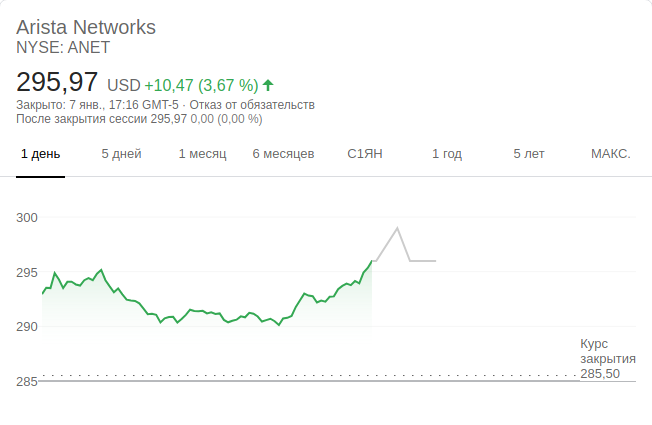 Arista Networks
NYSE: ANET
295,97 USD +10,47 (3,67 %)
Закрыто: 7 янв., 17:16 GMT-5 · Отказ от обязательств
После закрытия сессии 295,97 0,00 (0,00 %)
1 день 5 дней 1 месяц 6 месяцев С1ЯН 1 год 5 лет МАКС.
300
295
290
Курс
закрытия
285,50
285